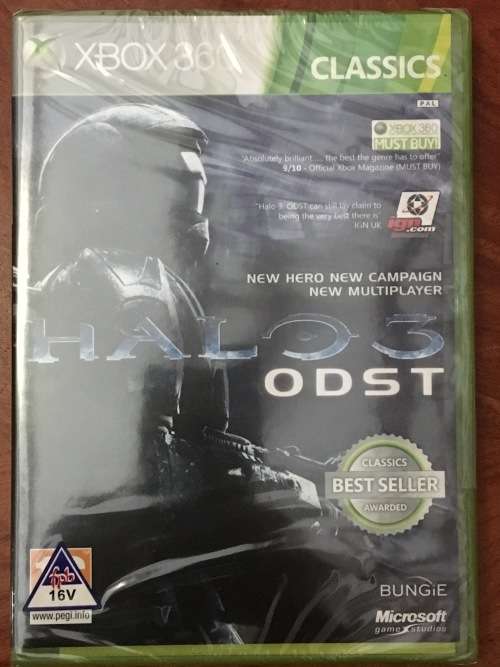 XBOX 360
CLASSICS
PAL
XBOX 360
MUST BUY!
"Absolutely brilliant ... the best the genre has to offer"
9/10 - Official Xbox Magazine (MUST BUY)
"Halo 3: ODST can still lay claim to
being the very best there is"
IGN UK
ign
.com
NEW HERO NEW CAMPAIGN
NEW MULTIPLAYER
HALO 3
ODST
CLASSICS
BEST SELLER
AWARDED
fpb
16V
www.pegi.info
BUNGIE
Microsoft
game studios